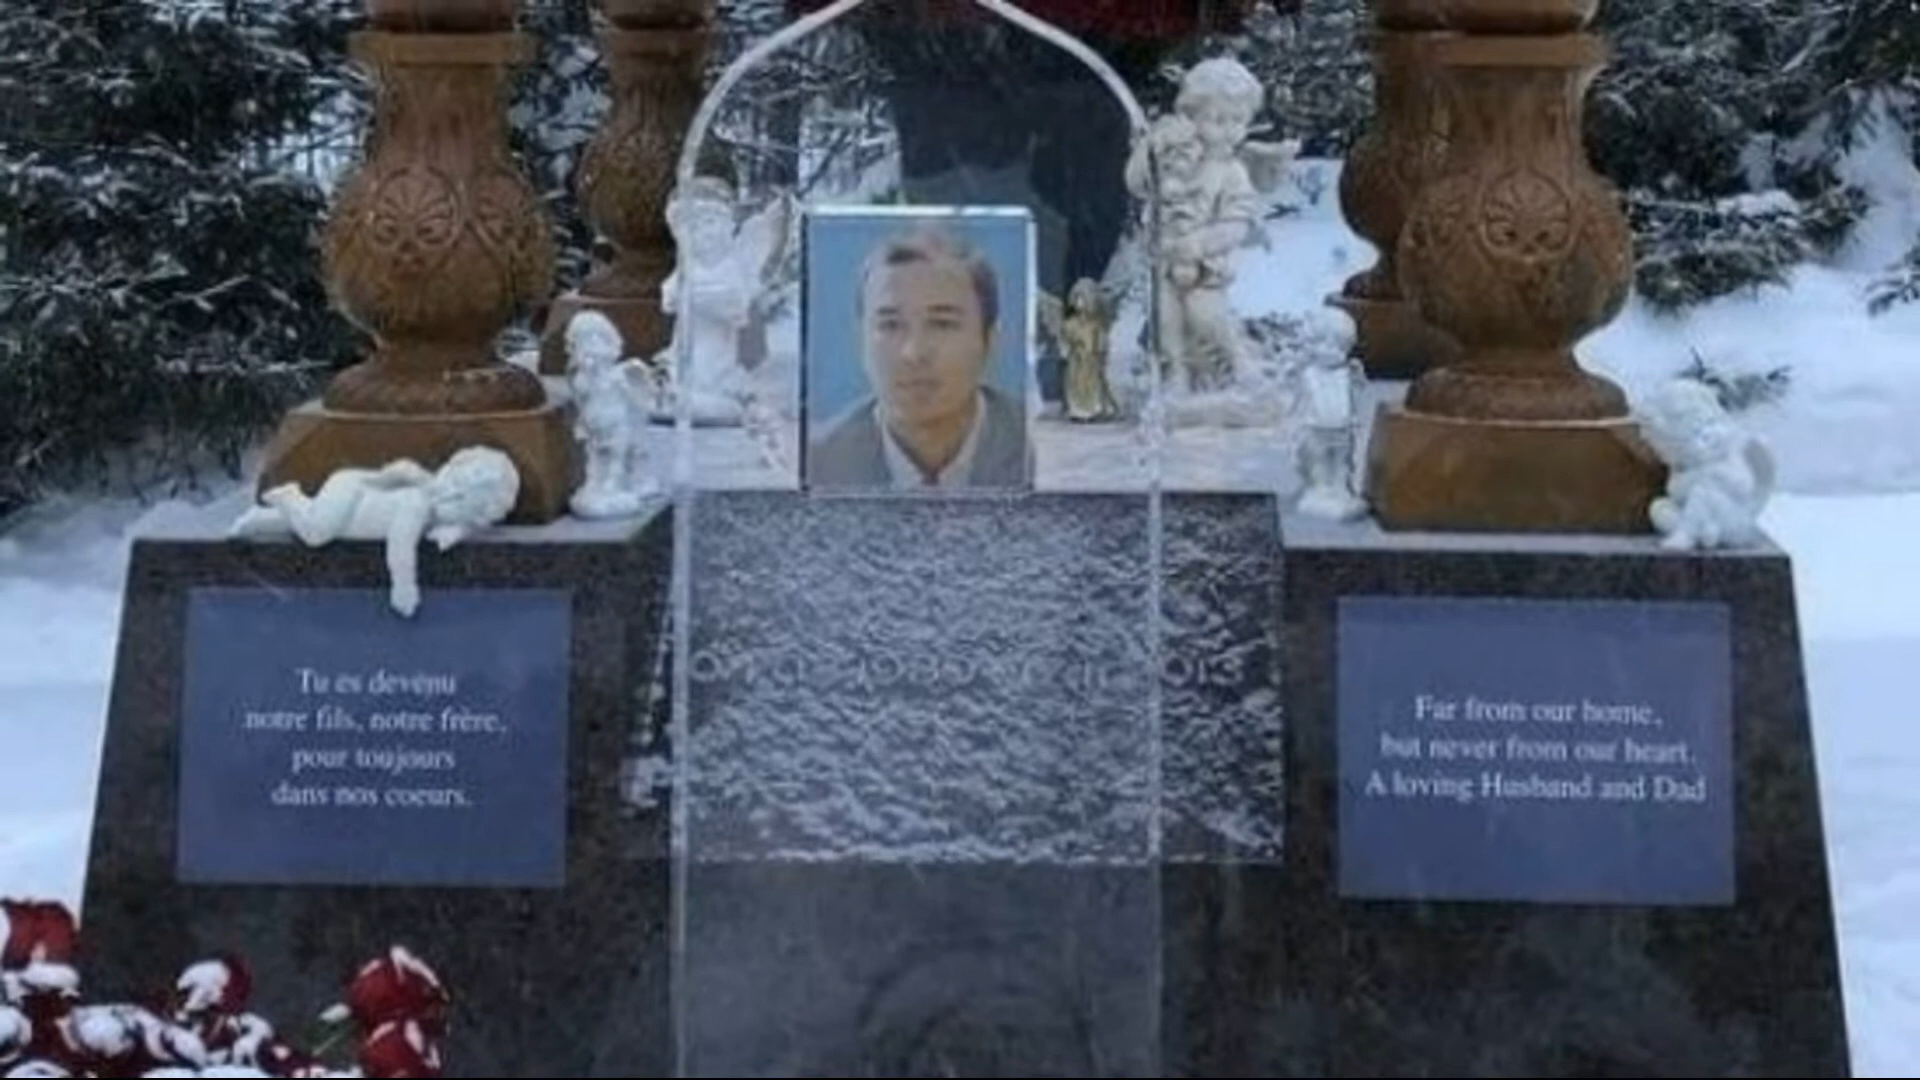 Tu es devenu
notre fils, notre frère,
pour toujours
dans nos coeurs.
Far from our home,
but never from our heart.
A loving Husband and Dad